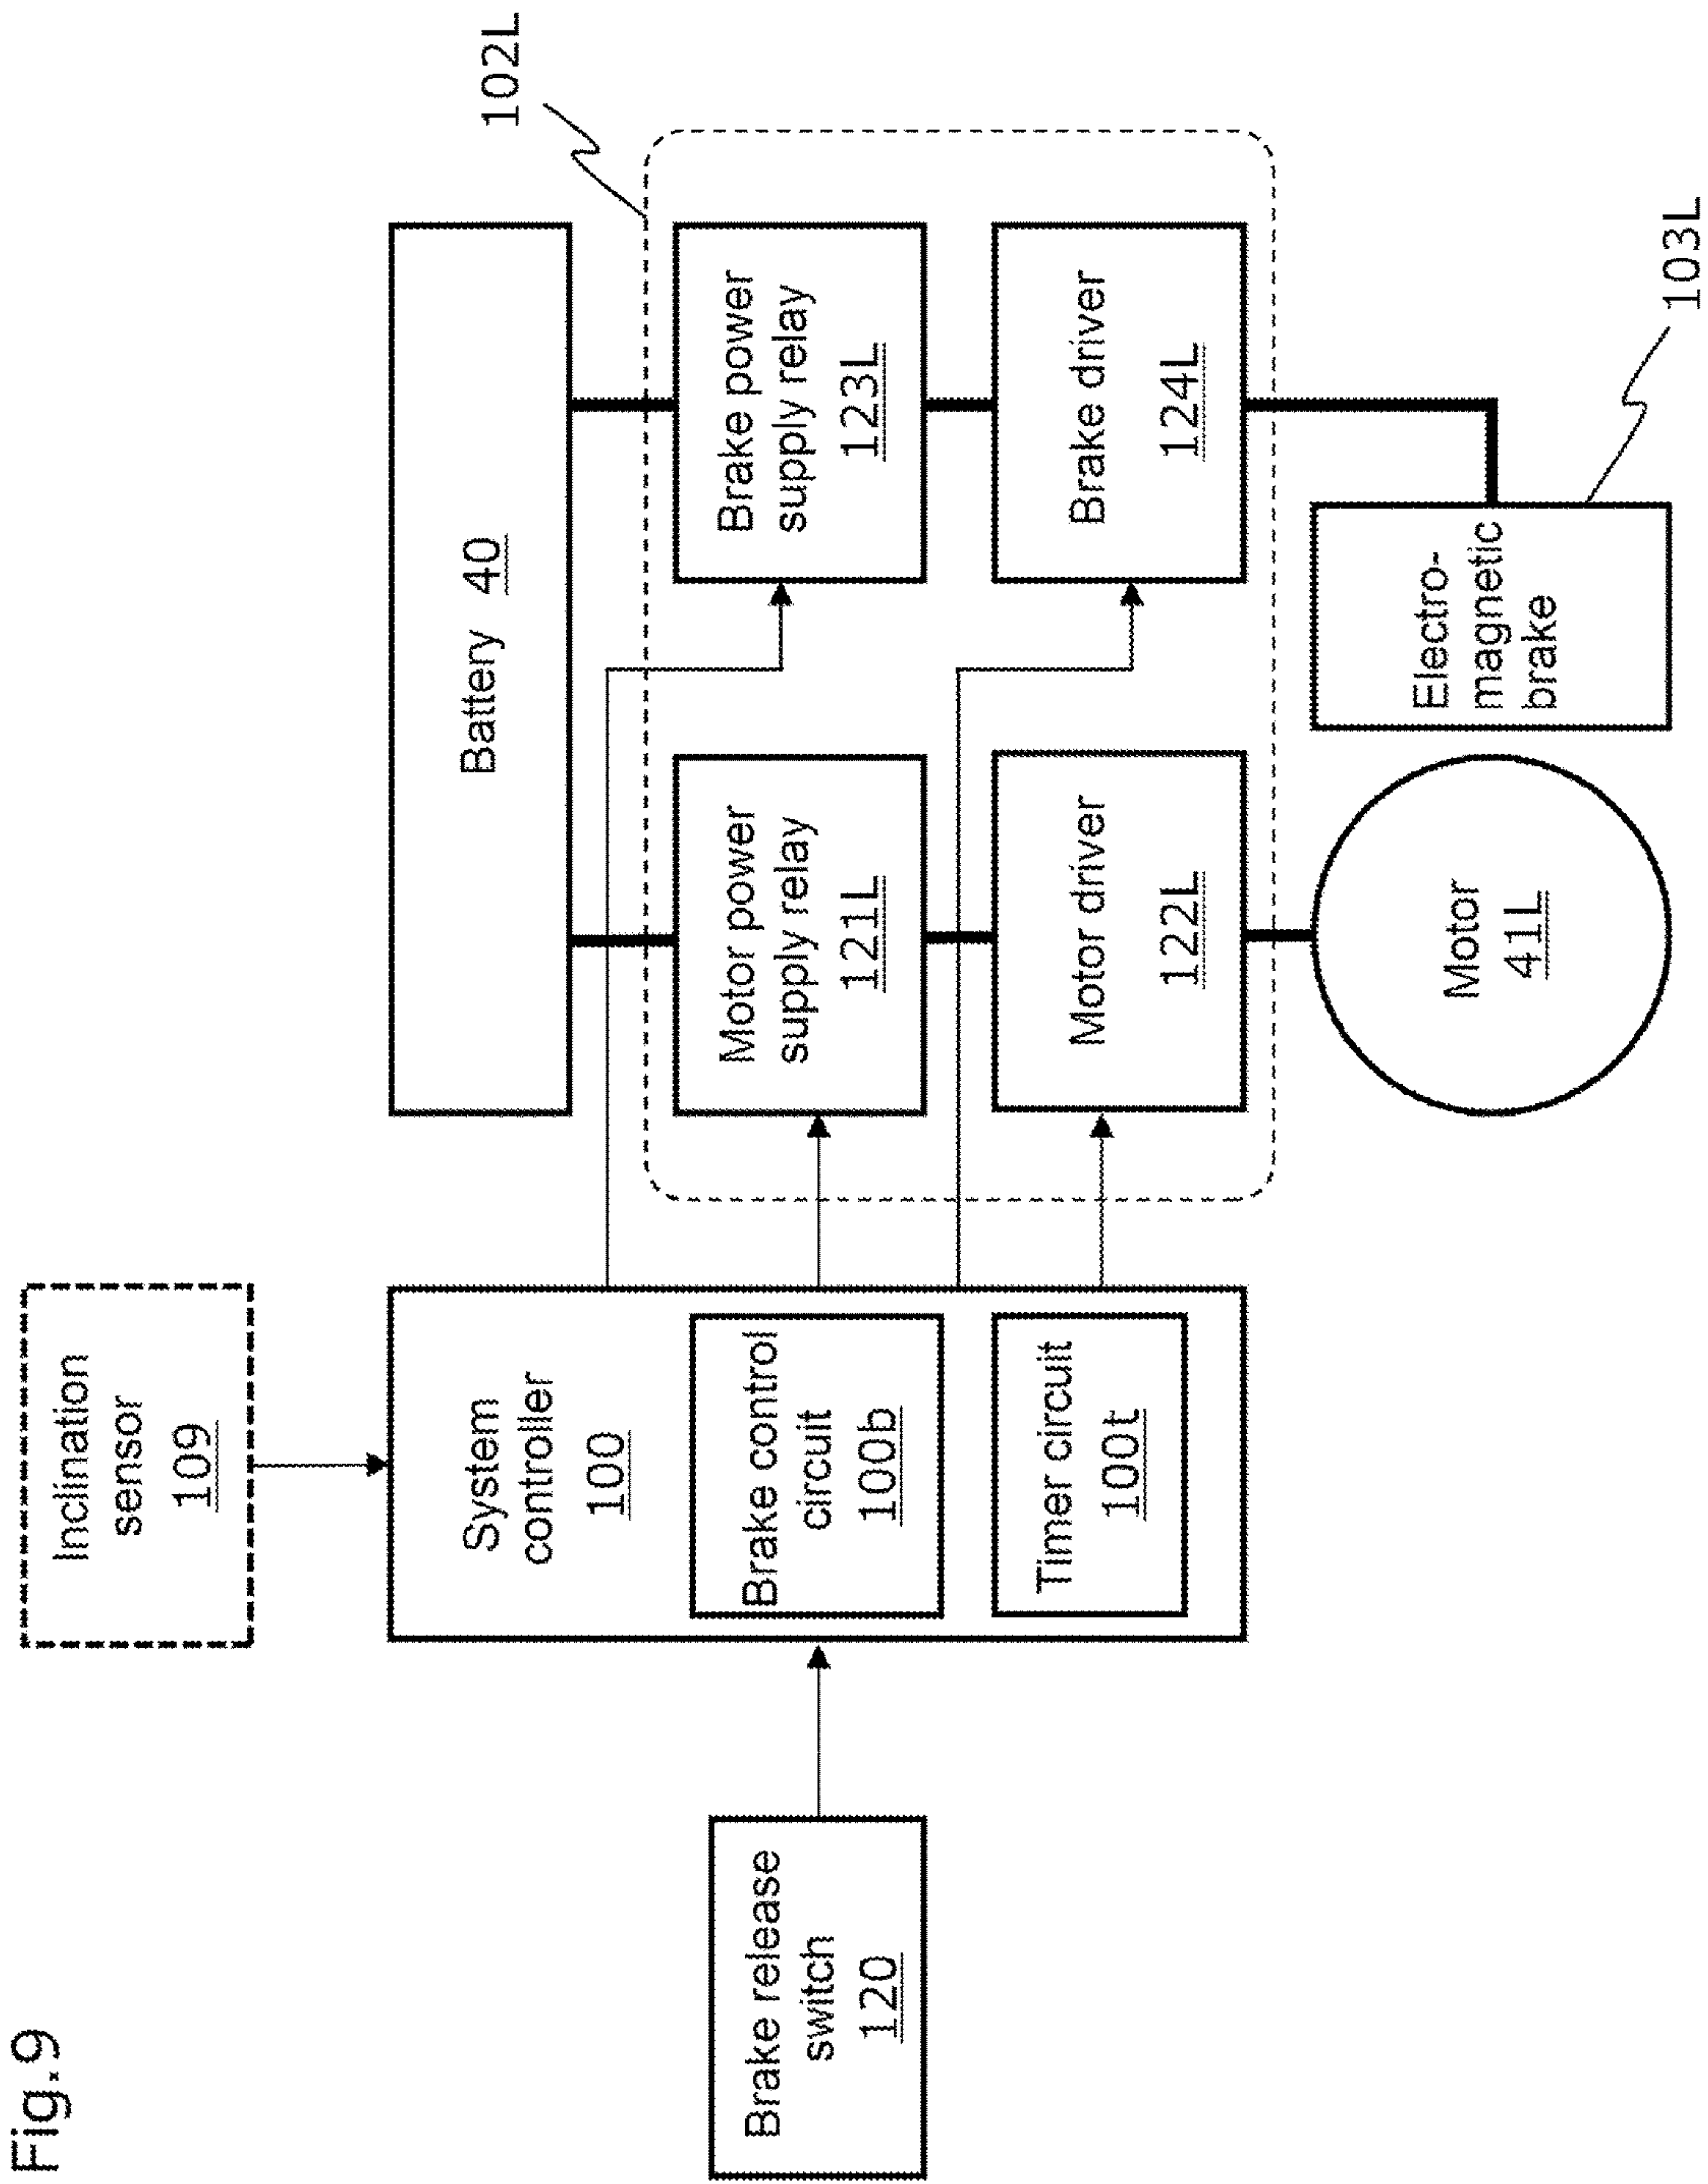 Fig.9
Inclination
sensor
109
Battery 40
102L
System
controller
100
Brake release
switch
120
Brake control
circuit
100b
Timer circuit
100t
Motor power
supply relay
121L
Brake power
supply relay
123L
Motor driver
122L
Brake driver
124L
Motor
41L
Electro-
magnetic
brake
103L